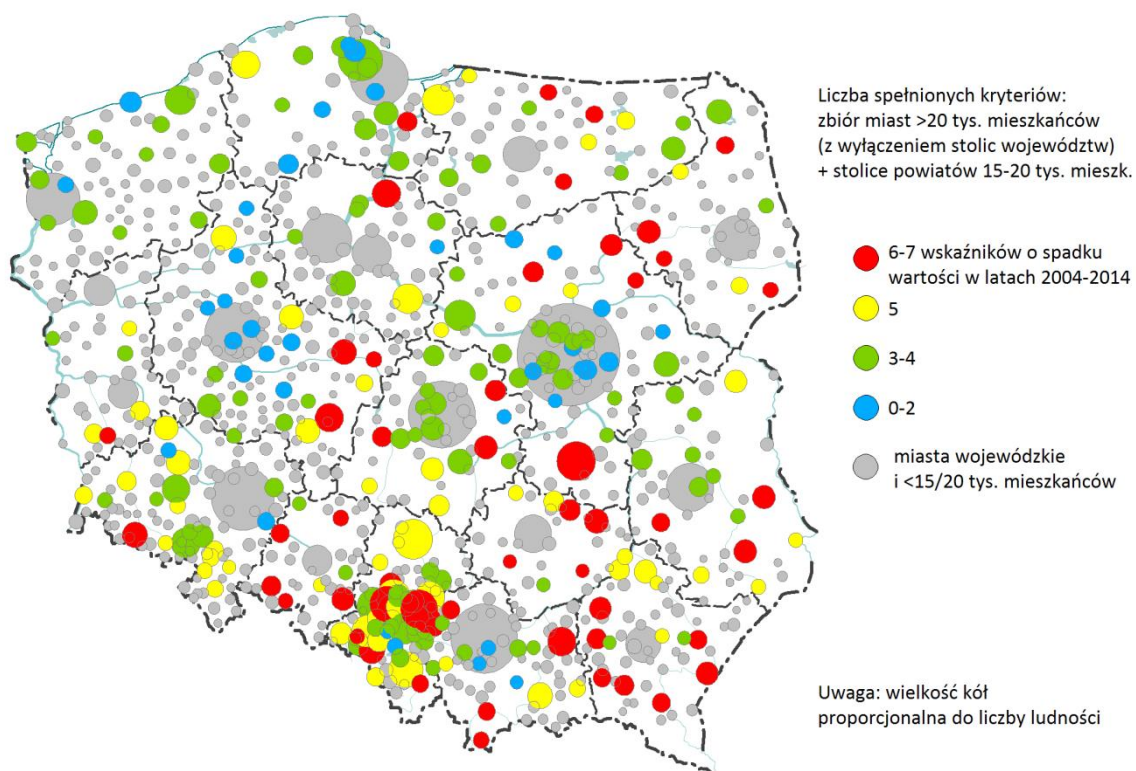 Liczba spełnionych kryteriów:
zbiór miast >20 tys. mieszkańców
(z wyłączeniem stolic województw)
+ stolice powiatów 15-20 tys. mieszk.
6-7 wskaźników o spadku
wartości w latach 2004-2014
5
3-4
0-2
miasta wojewódzkie
i <15/20 tys. mieszkańców
Uwaga: wielkość kół
proporcjonalna do liczby ludności